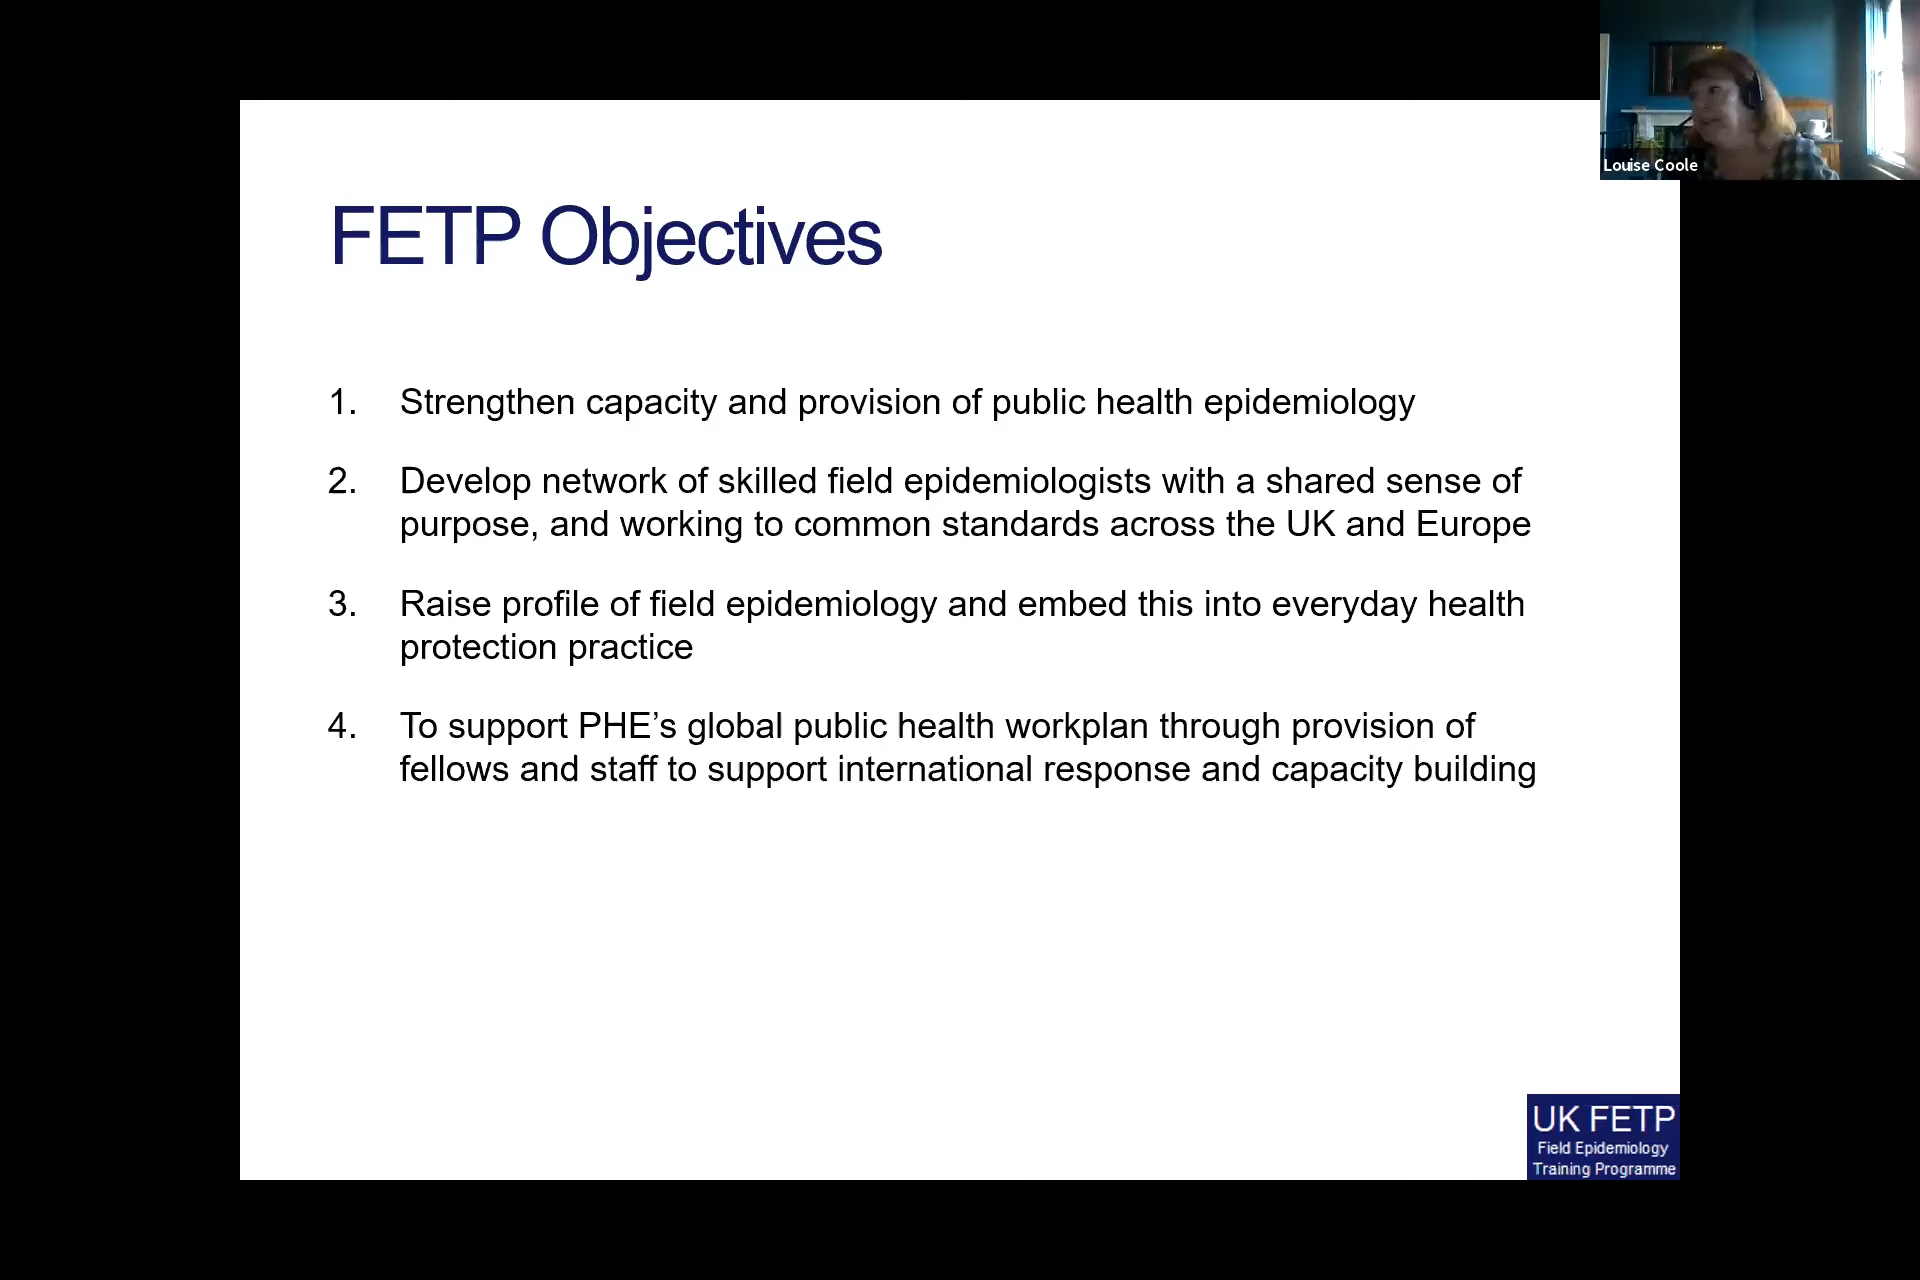 Louise Coole
FETP Objectives
1. Strengthen capacity and provision of public health epidemiology
2. Develop network of skilled field epidemiologists with a shared sense of
purpose, and working to common standards across the UK and Europe
3. Raise profile of field epidemiology and embed this into everyday health
protection practice
4. To support PHE’s global public health workplan through provision of
fellows and staff to support international response and capacity building
UK FETP
Field Epidemiology
Training Programme